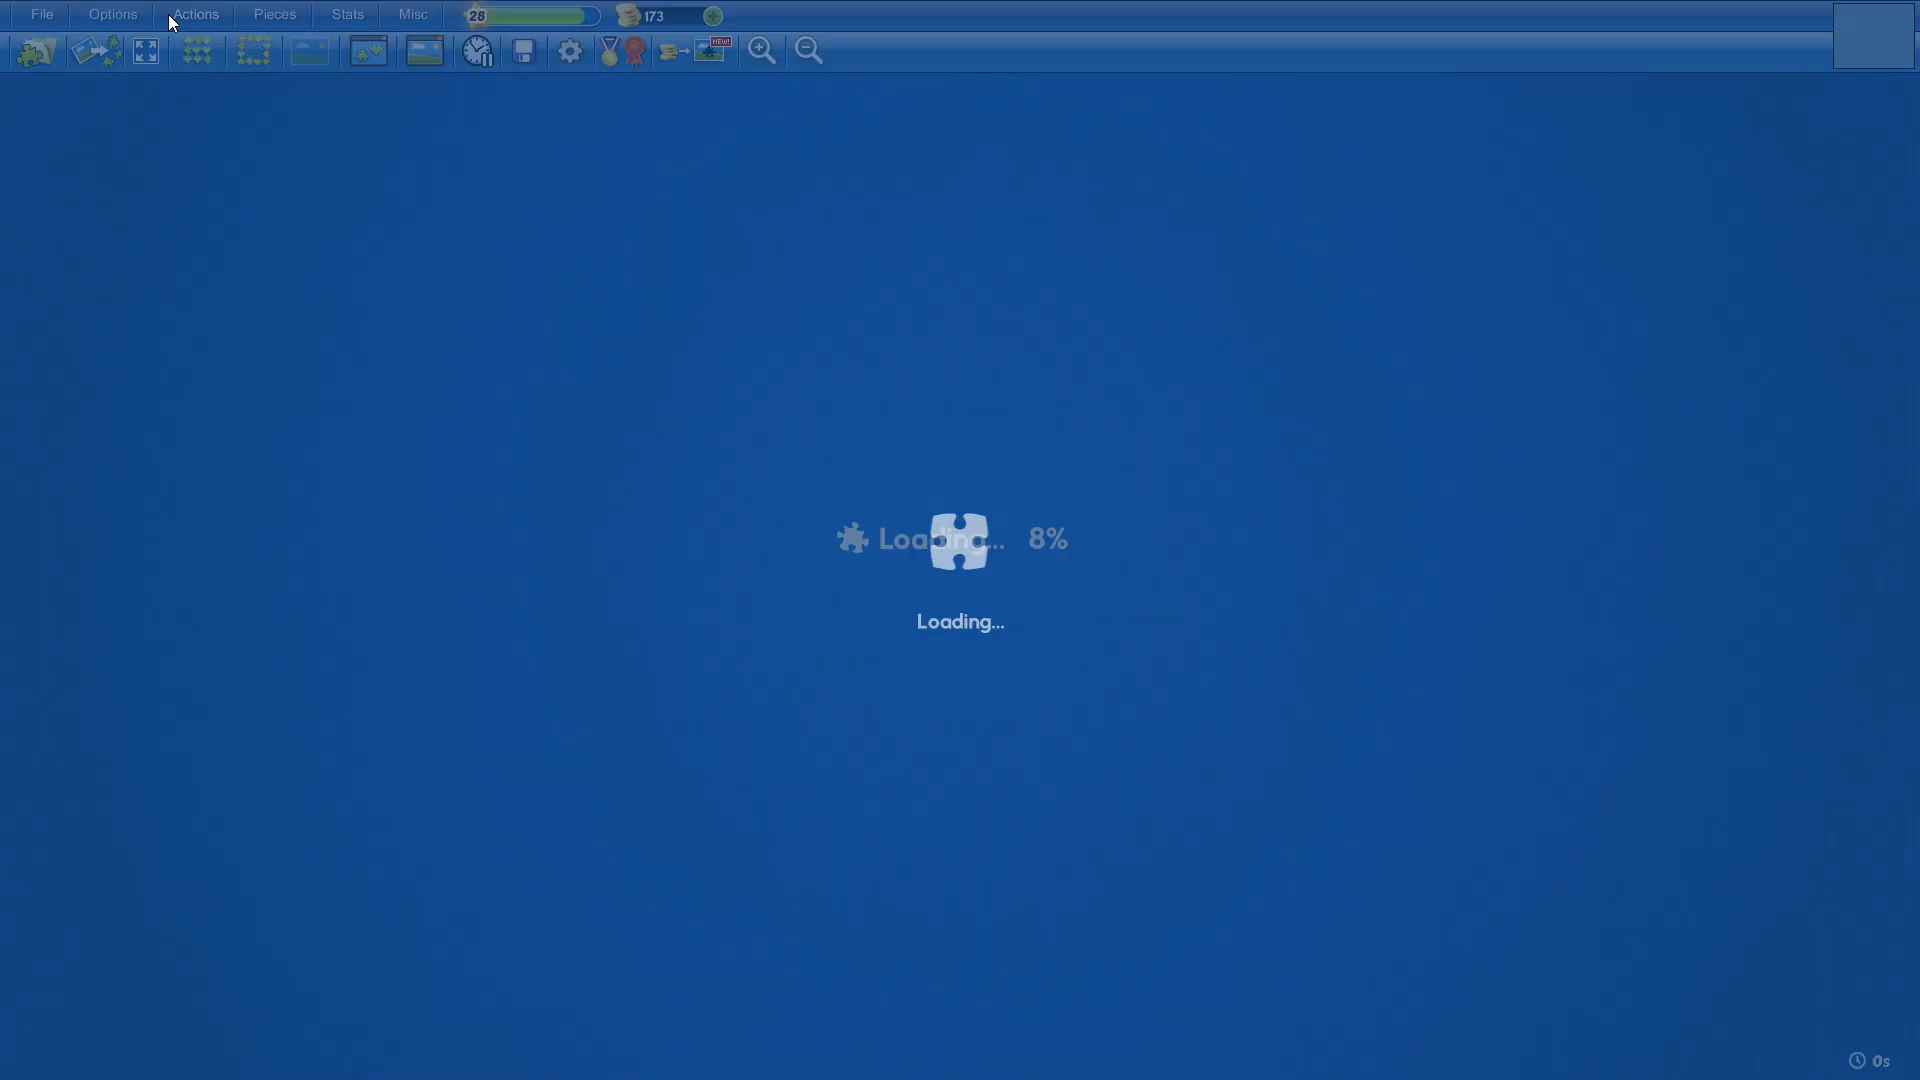 File Options Actions Pieces Stats Misc 28 173
NEW!
Loading... 8%
Loading...
0s